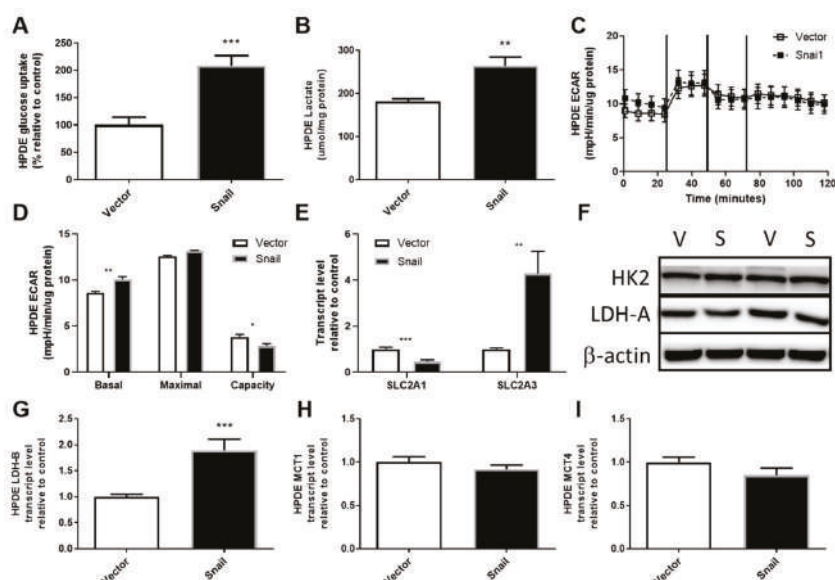 A
HPDE glucose uptake
(% relative to control)
250
200
150
100
50
0
***
Vector
Snail
B
HPDE Lactate
(umol/mg protein)
300
200
100
0
**
Vector
Snail
C
HPDE ECAR
(mpH/min/ug protein)
20
15
10
5
0
Vector
Snai1
0 20 40 60 80 100 120
Time (minutes)
D
HPDE ECAR
(mpH/min/ug protein)
15
10
5
0
Vector
Snail
**
*
Basal
Maximal
Capacity
E
Transcript level
relative to control
6
4
2
0
Vector
Snail
***
**
SLC2A1
SLC2A3
F
V S V S
HK2
LDH-A
β-actin
G
HPDE LDH-B
transcript level
relative to control
2.5
2.0
1.5
1.0
0.5
0.0
***
Vector
Snail
H
HPDE MCT1
transcript level
relative to control
1.5
1.0
0.5
0.0
Vector
Snail
I
HPDE MCT4
transcript level
relative to control
1.5
1.0
0.5
0.0
Vector
Snail